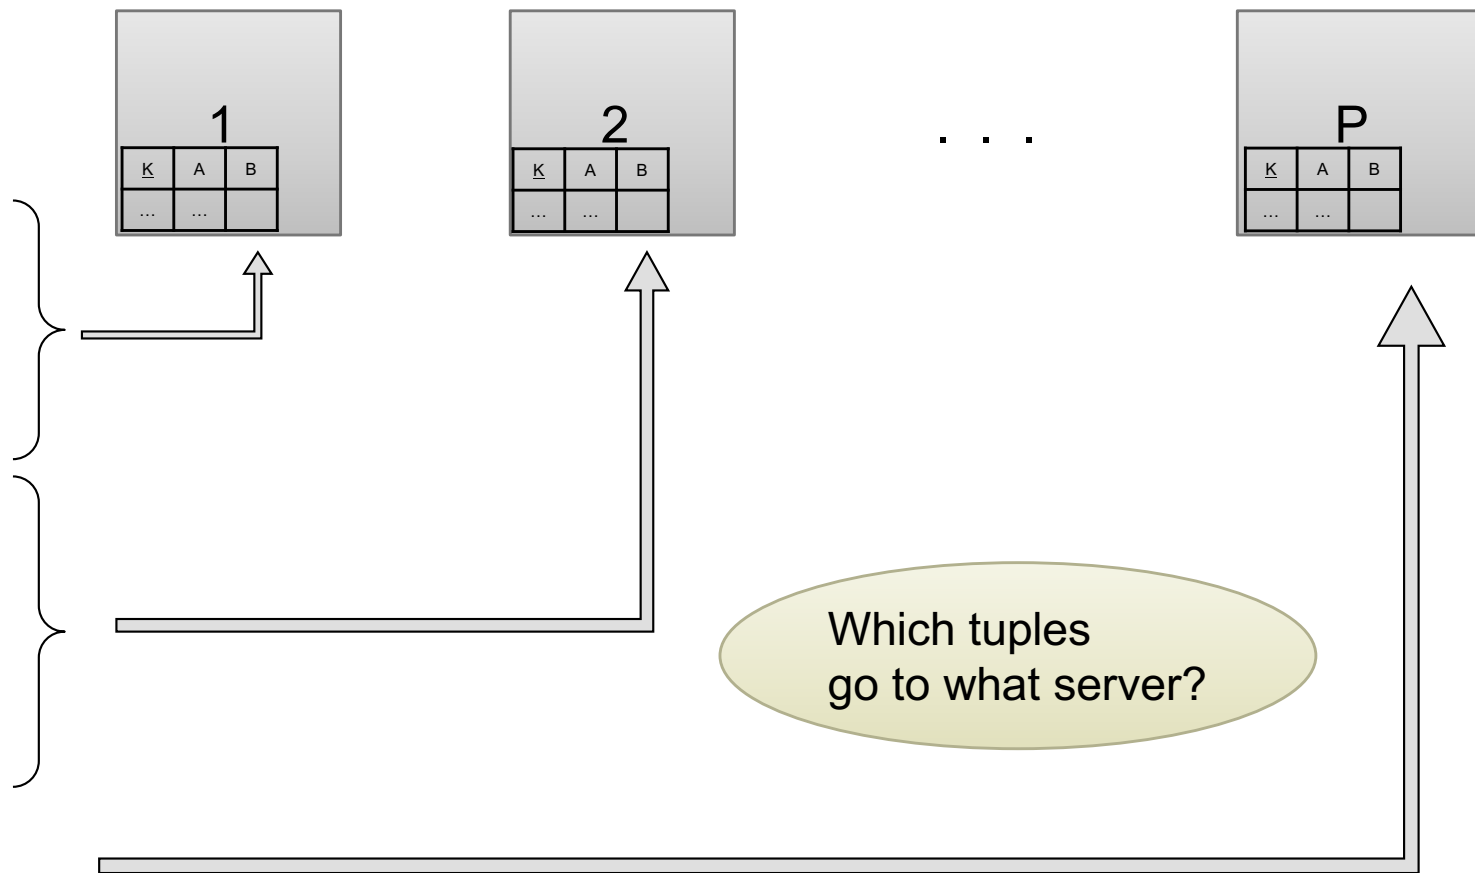 1
K A B
... ...
2
K A B
... ...
. . .
P
K A B
... ...
Which tuples
go to what server?